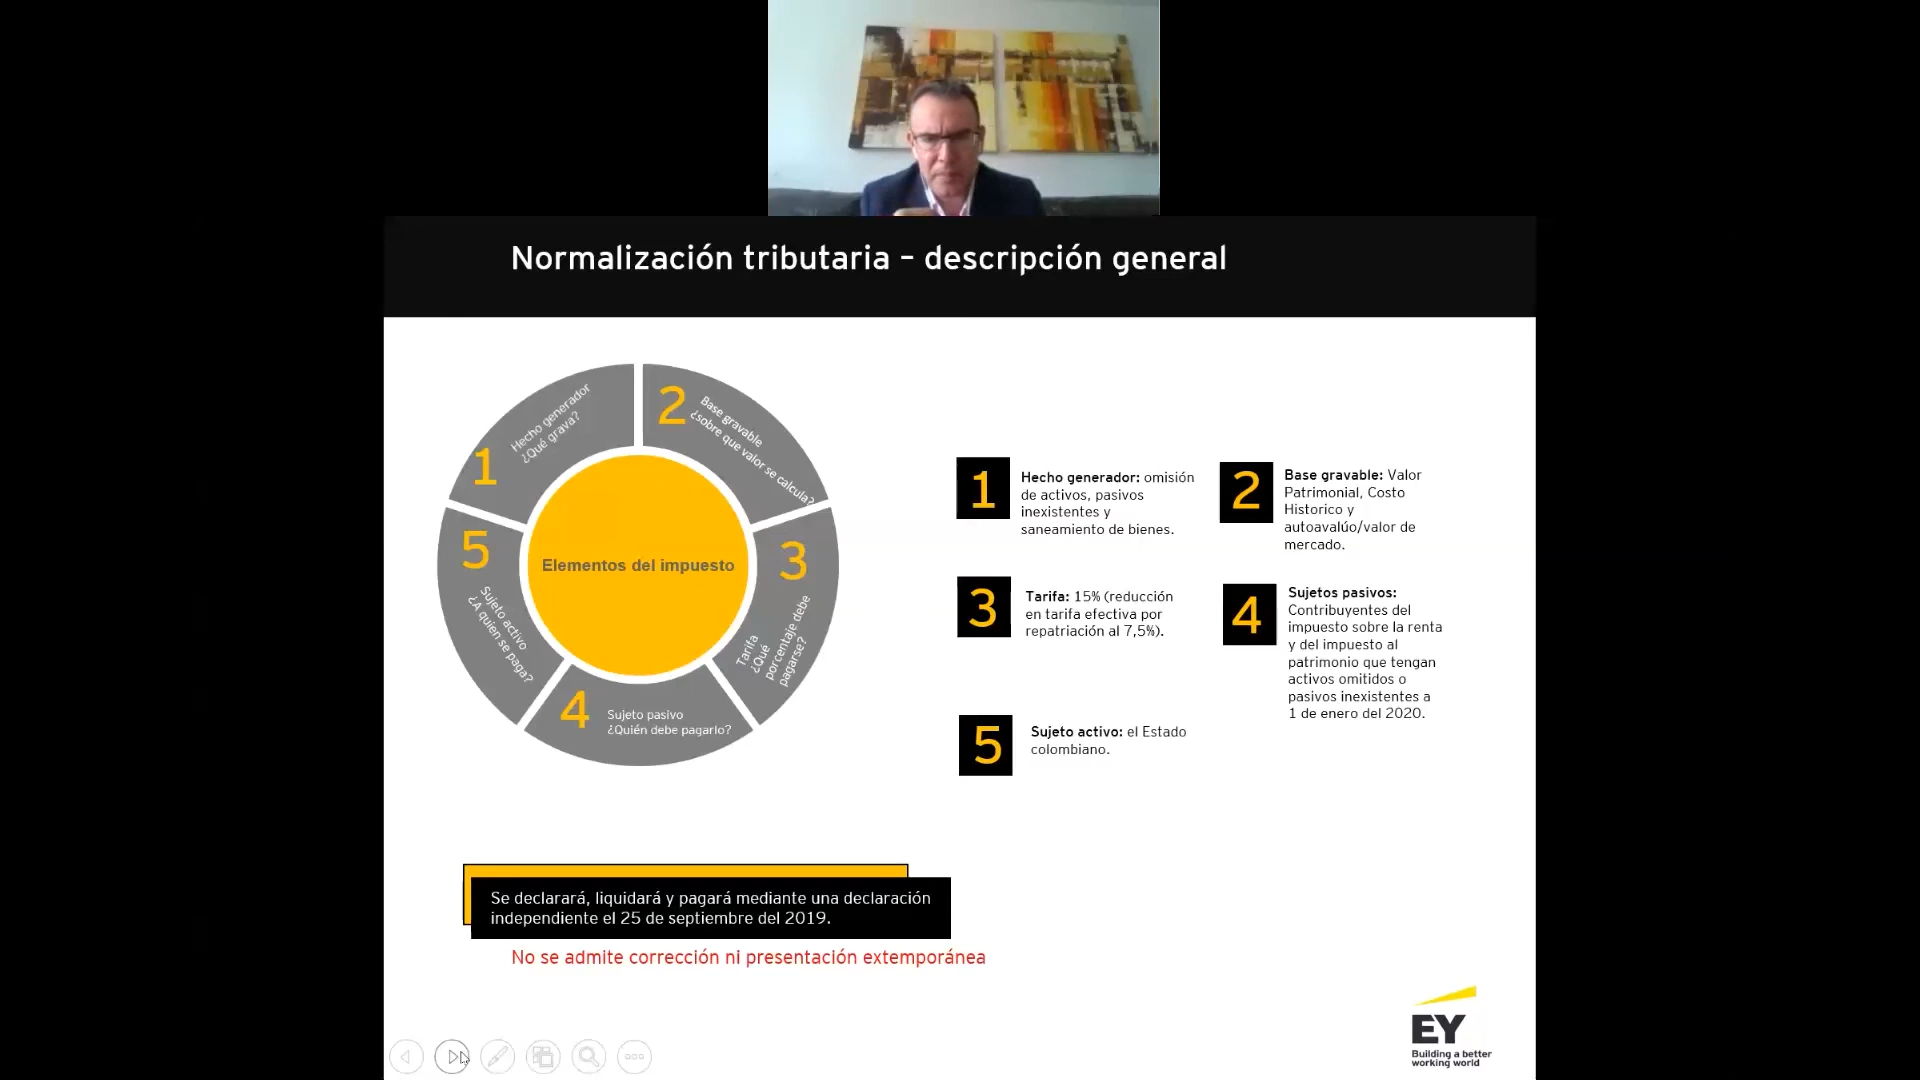 Normalización tributaria – descripción general
1
Hecho generador
¿Qué grava?
2
Base gravable
¿sobre que valor se calcula?
3
Tarifa
¿Qué
porcentaje debe
pagarse?
4
Sujeto pasivo
¿Quién debe pagarlo?
5
Sujeto activo
¿A quien se paga?
Elementos del impuesto
1
Hecho generador: omisión
de activos, pasivos
inexistentes y
saneamiento de bienes.
2
Base gravable: Valor
Patrimonial, Costo
Historico y
autoavalúo/valor de
mercado.
3
Tarifa: 15% (reducción
en tarifa efectiva por
repatriación al 7,5%).
4
Sujetos pasivos:
Contribuyentes del
impuesto sobre la renta
y del impuesto al
patrimonio que tengan
activos omitidos o
pasivos inexistentes a
1 de enero del 2020.
5
Sujeto activo: el Estado
colombiano.
Se declarará, liquidará y pagará mediante una declaración
independiente el 25 de septiembre del 2019.
No se admite corrección ni presentación extemporánea
EY
Building a better
working world